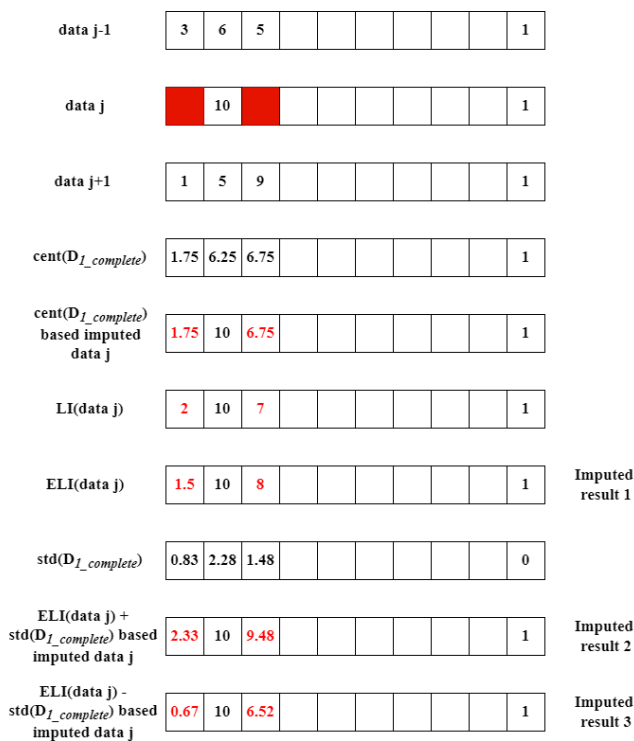 data j-1
3 6 5 1
data j
10 1
data j+1
1 5 9 1
cent(D1_complete)
1.75 6.25 6.75 1
cent(D1_complete)
based imputed
data j
1.75 10 6.75 1
LI(data j)
2 10 7 1
ELI(data j)
1.5 10 8 1
Imputed
result 1
std(D1_complete)
0.83 2.28 1.48 0
ELI(data j) +
std(D1_complete) based
imputed data j
2.33 10 9.48 1
Imputed
result 2
ELI(data j) -
std(D1_complete) based
imputed data j
0.67 10 6.52 1
Imputed
result 3